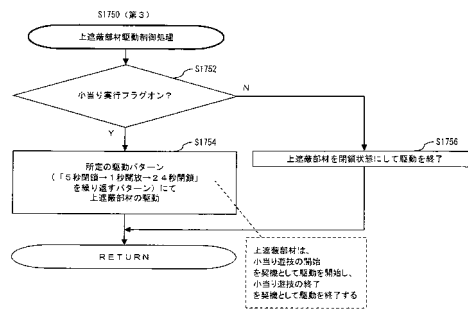 S1750（第３）
上遮蔽部材駆動制御処理
S1752
小当り実行フラグオン？
N
Y
S1754
S1756
所定の駆動パターン
（「５秒閉鎖→１秒開放→２４秒閉鎖」
を繰り返すパターン）にて
上遮蔽部材の駆動
上遮蔽部材を閉鎖状態にして駆動を終了
RETURN
上遮蔽部材は、
小当り遊技の開始
を契機として駆動を開始し、
小当り遊技の終了
を契機として駆動を終了する